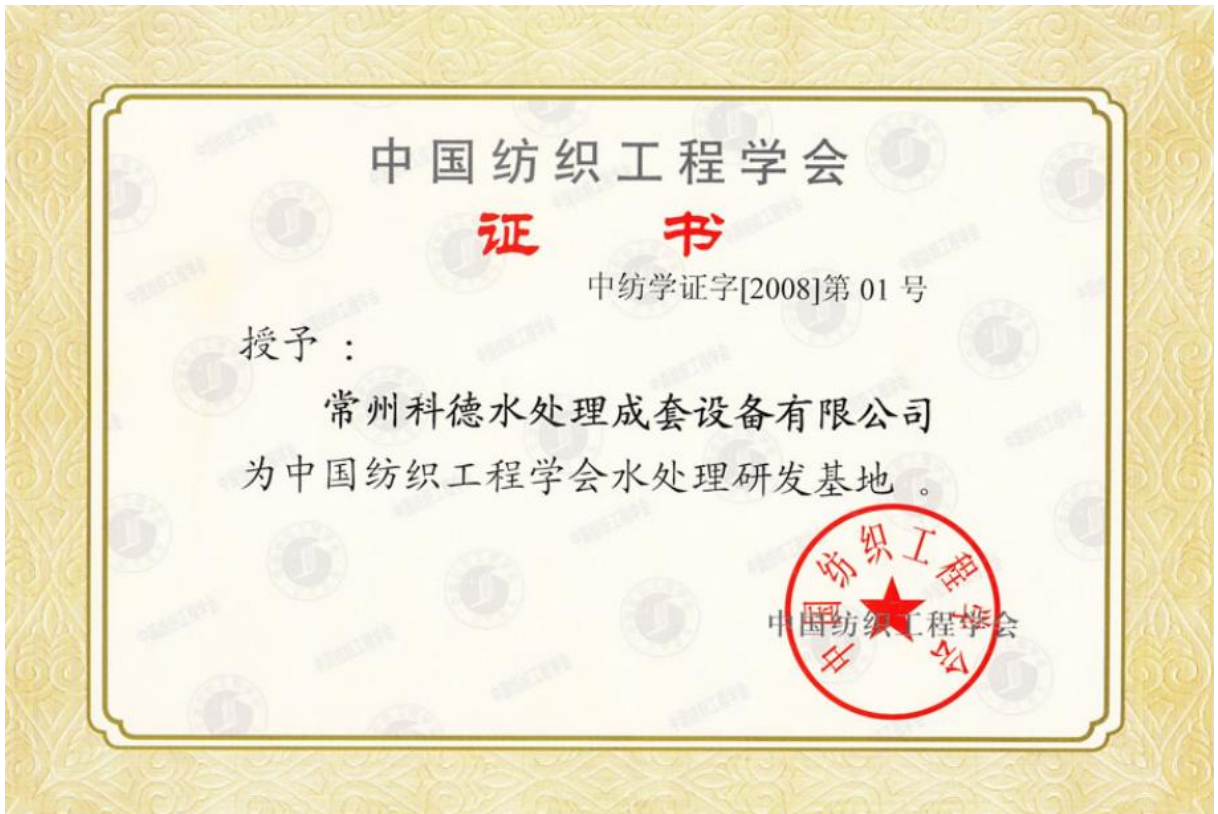 中国纺织工程学会
证 书
中纺学证字[2008]第 01 号
授予 ：
常州科德水处理成套设备有限公司
为中国纺织工程学会水处理研发基地 。
中国纺织工程学会
中国纺织工程学会